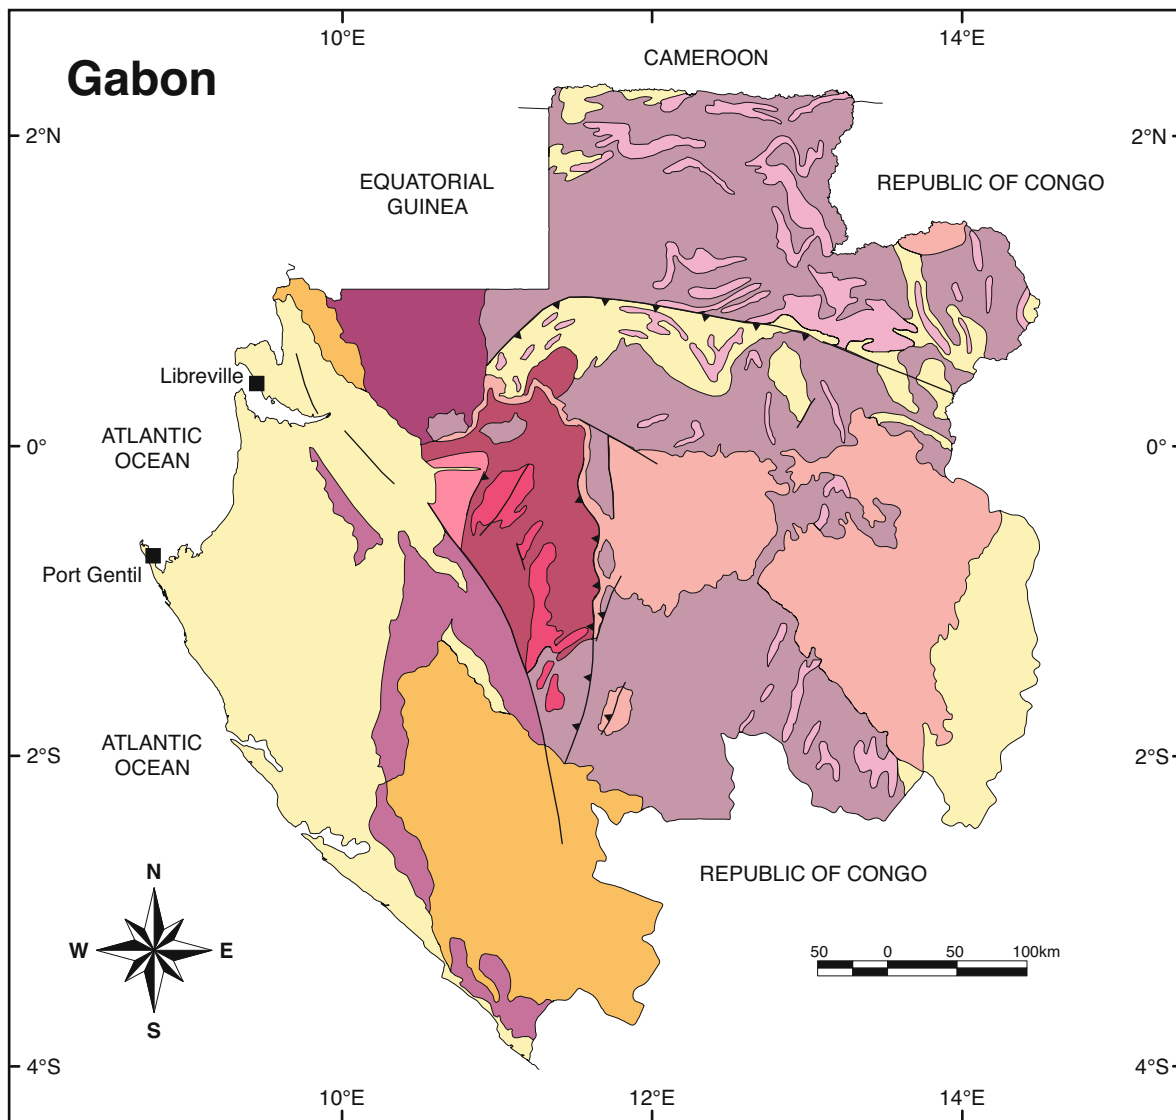 10°E
14°E
Gabon
CAMEROON
2°N
2°N
EQUATORIAL
GUINEA
REPUBLIC OF CONGO
Libreville
ATLANTIC
OCEAN
0°
0°
Port Gentil
ATLANTIC
OCEAN
2°S
2°S
REPUBLIC OF CONGO
N
W
E
S
50
0
50
100km
4°S
4°S
10°E
12°E
14°E